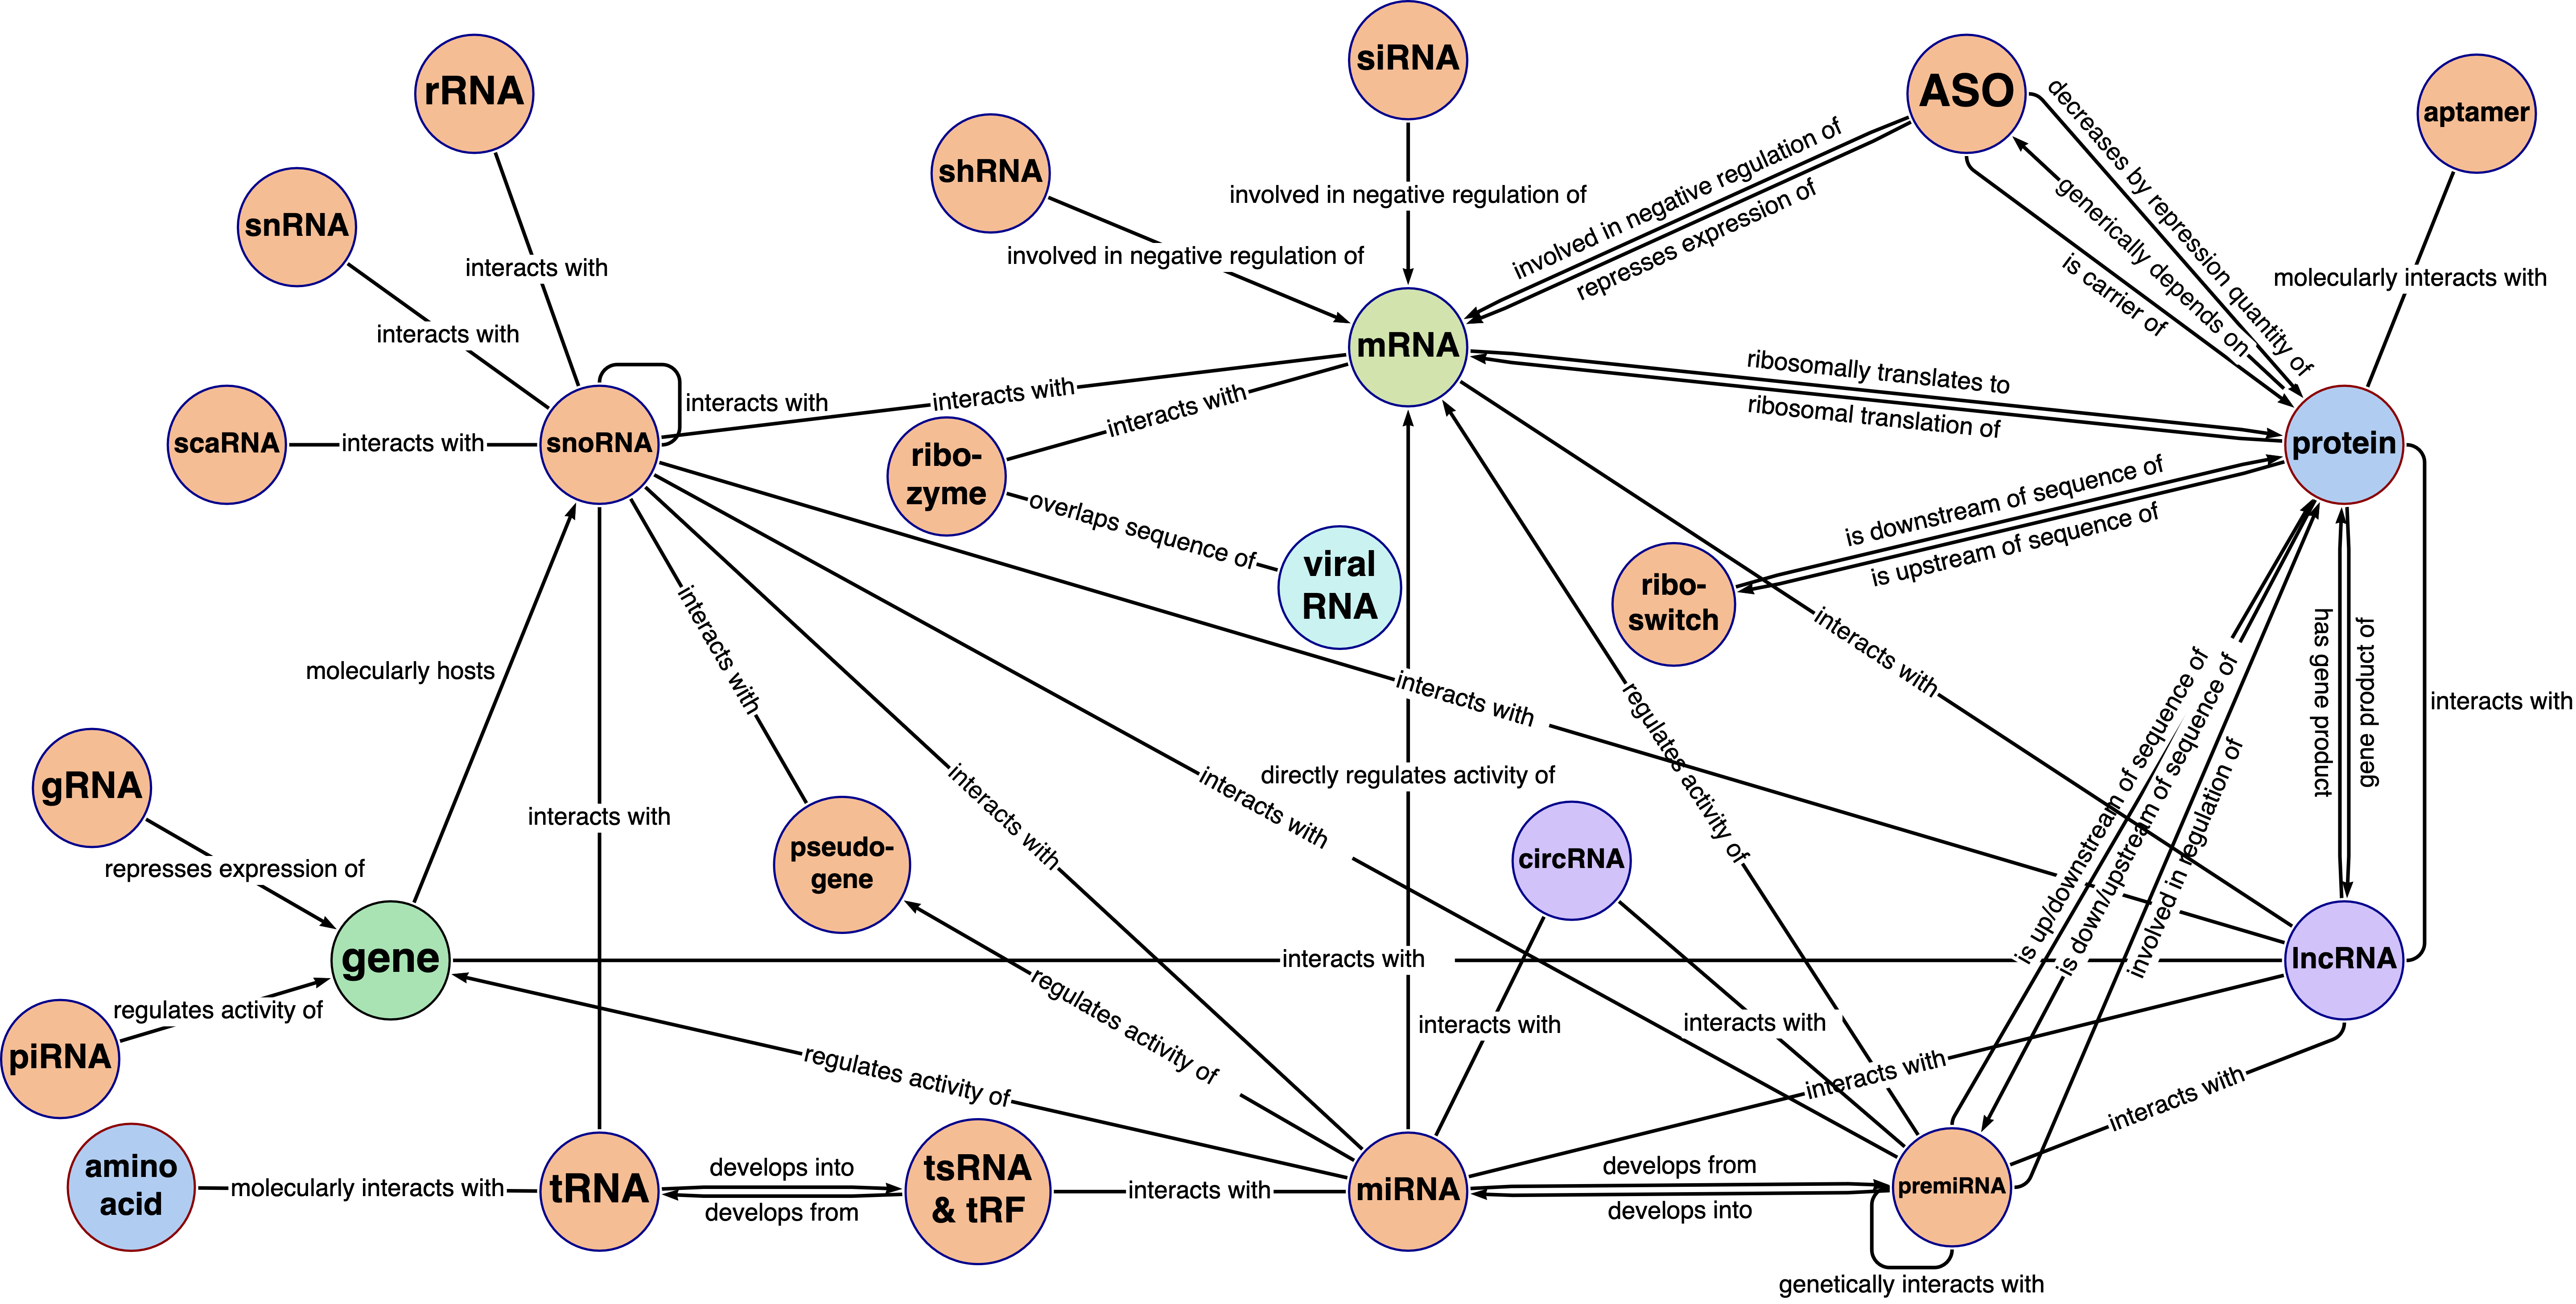 siRNA
rRNA
ASO
aptamer
shRNA
snRNA
decreases by repression quantity of
generically depends on
is carrier of
involved in negative regulation of
involved in negative regulation of
represses expression of
involved in negative regulation of
interacts with
molecularly interacts with
interacts with
mRNA
ribosomally translates to
ribosomal translation of
interacts with
interacts with
interacts with
scaRNA
interacts with
snoRNA
protein
ribo-
zyme
overlaps sequence of
is downstream of sequence of
is upstream of sequence of
viral
RNA
ribo-
switch
interacts with
interacts with
molecularly hosts
interacts with
regulates activity of
has gene product
gene product of
interacts with
is up/downstream of sequence of
is down/upstream of sequence of
involved in regulation of
gRNA
interacts with
interacts with
interacts with
directly regulates activity of
represses expression of
pseudo-
gene
circRNA
gene
interacts with
lncRNA
regulates activity of
piRNA
regulates activity of
regulates activity of
interacts with
interacts with
interacts with
interacts with
amino
acid
molecularly interacts with
tRNA
develops into
develops from
tsRNA
& tRF
interacts with
miRNA
develops from
develops into
premiRNA
genetically interacts with